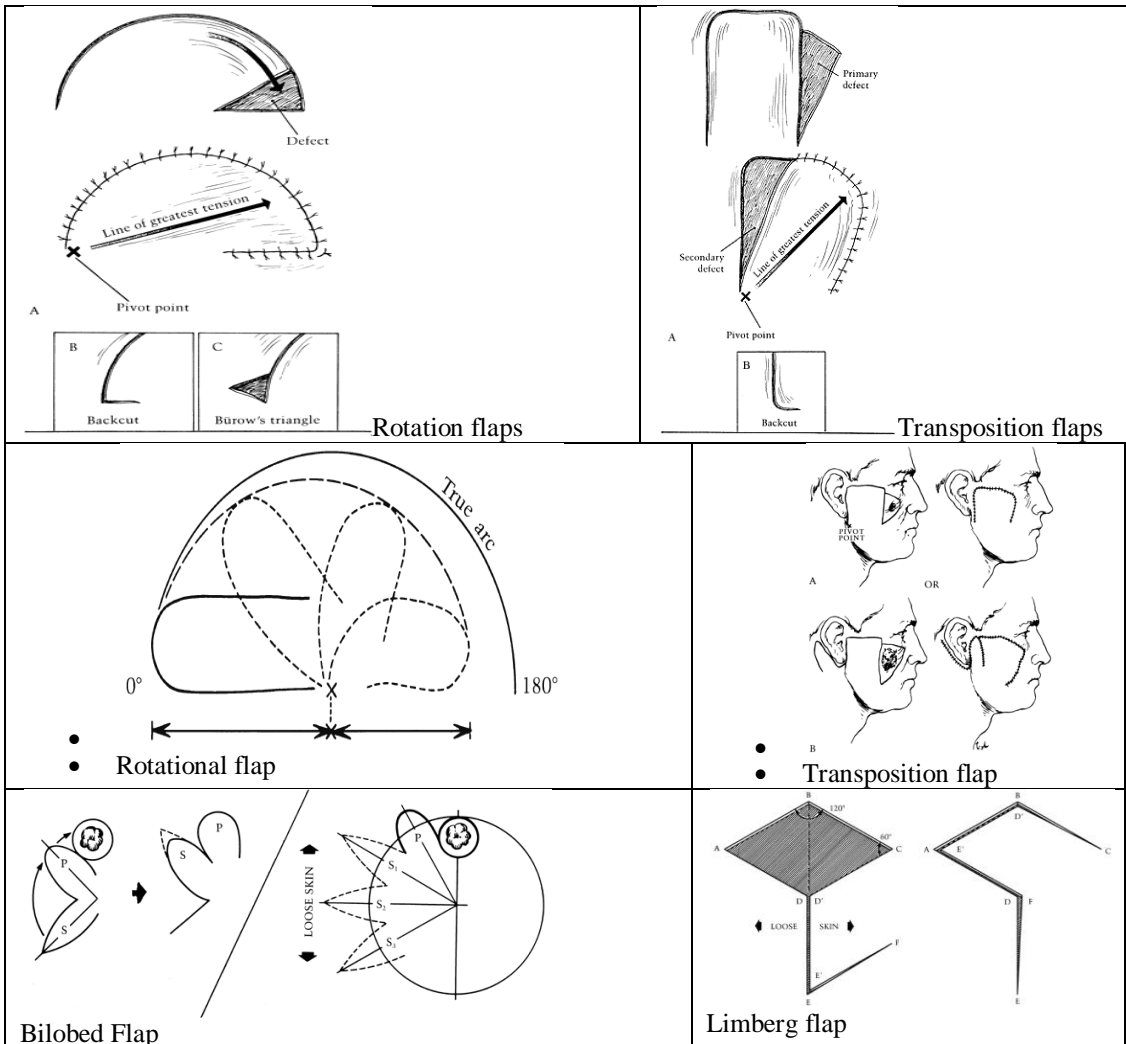 Defect
Line of greatest tension
Pivot point
A
B
Backcut
C
Bürow's triangle
Rotation flaps
Primary
defect
Secondary
defect
Line of greatest tension
Pivot point
A
B
Backcut
Transposition flaps
True arc
0°
X
180°
•
• Rotational flap
PIVOT
POINT
A
OR
• B
• Transposition flap
P
S
S
P
LOOSE SKIN
P
S₁
S₂
S₃
Bilobed Flap
B
120°
60°
A
C
D D'
LOOSE SKIN
F
E'
E
B
D'
A
E'
C
D
F
E
Limberg flap